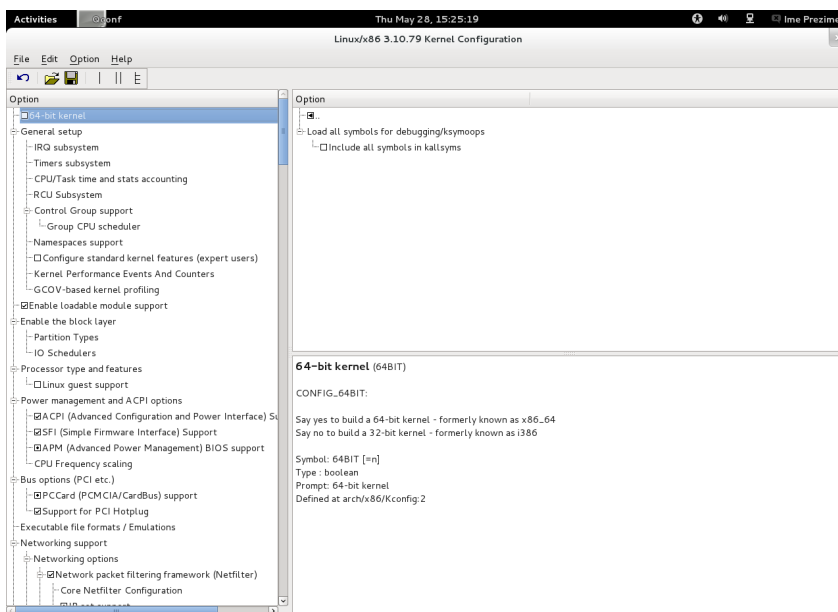 Activities
Qconf
Thu May 28, 15:25:19
Ime Prezime
Linux/x86 3.10.79 Kernel Configuration
File Edit Option Help
Option
64-bit kernel
General setup
IRQ subsystem
Timers subsystem
CPU/Task time and stats accounting
RCU Subsystem
Control Group support
Group CPU scheduler
Namespaces support
Configure standard kernel features (expert users)
Kernel Performance Events And Counters
GCOV-based kernel profiling
Enable loadable module support
Enable the block layer
Partition Types
IO Schedulers
Processor type and features
Linux guest support
Power management and ACPI options
ACPI (Advanced Configuration and Power Interface) Su
SFI (Simple Firmware Interface) Support
APM (Advanced Power Management) BIOS support
CPU Frequency scaling
Bus options (PCI etc.)
PCCard (PCMCIA/CardBus) support
Support for PCI Hotplug
Executable file formats / Emulations
Networking support
Networking options
Network packet filtering framework (Netfilter)
Core Netfilter Configuration
IP set support
Option
..
Load all symbols for debugging/ksymoops
Include all symbols in kallsyms
64-bit kernel (64BIT)
CONFIG_64BIT:
Say yes to build a 64-bit kernel - formerly known as x86_64
Say no to build a 32-bit kernel - formerly known as i386
Symbol: 64BIT [=n]
Type : boolean
Prompt: 64-bit kernel
Defined at arch/x86/Kconfig:2